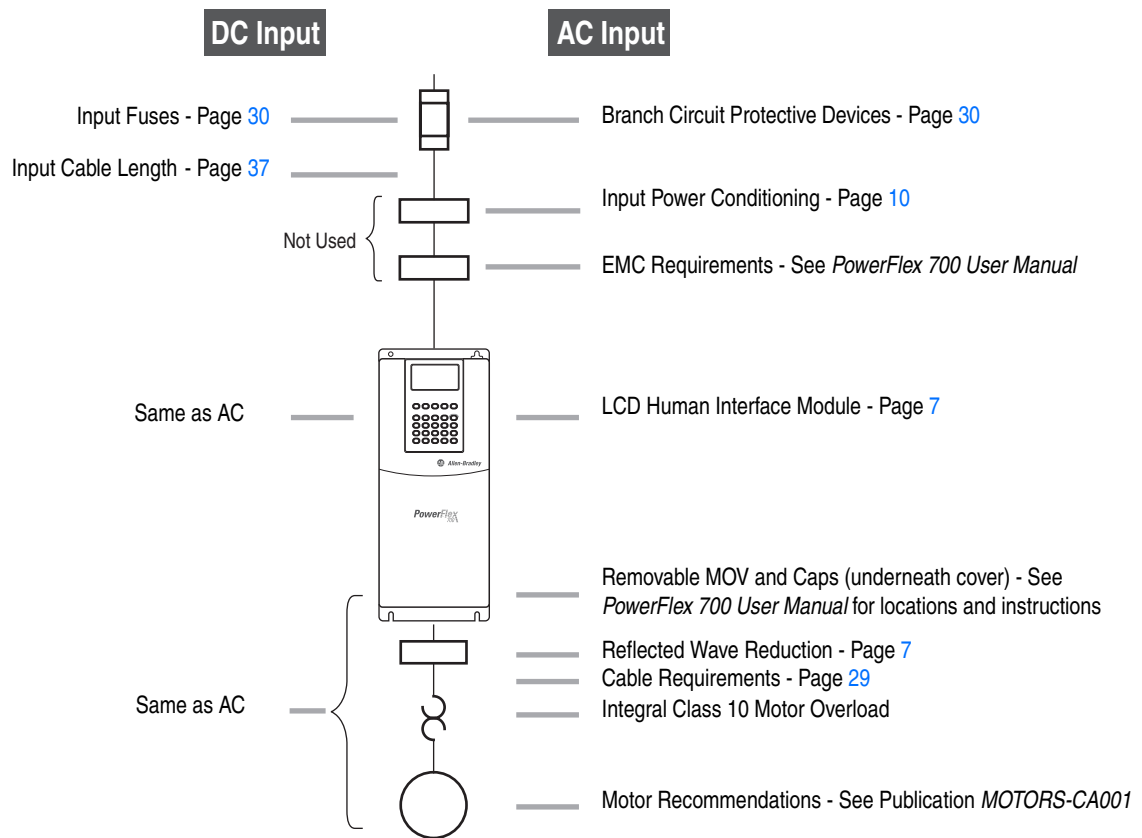 DC Input
AC Input
Input Fuses - Page 30
Branch Circuit Protective Devices - Page 30
Input Cable Length - Page 37
Input Power Conditioning - Page 10
Not Used
EMC Requirements - See PowerFlex 700 User Manual
Same as AC
LCD Human Interface Module - Page 7
Allen-Bradley
PowerFlex
700
Removable MOV and Caps (underneath cover) - See
PowerFlex 700 User Manual for locations and instructions
Reflected Wave Reduction - Page 7
Cable Requirements - Page 29
Same as AC
Integral Class 10 Motor Overload
Motor Recommendations - See Publication MOTORS-CA001